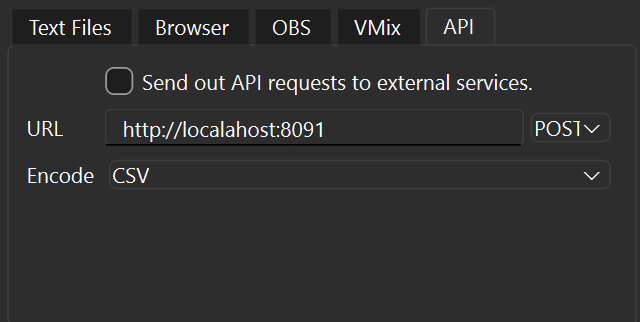 Text Files Browser OBS VMix API
Send out API requests to external services.
URL http://localahost:8091 POST
Encode CSV